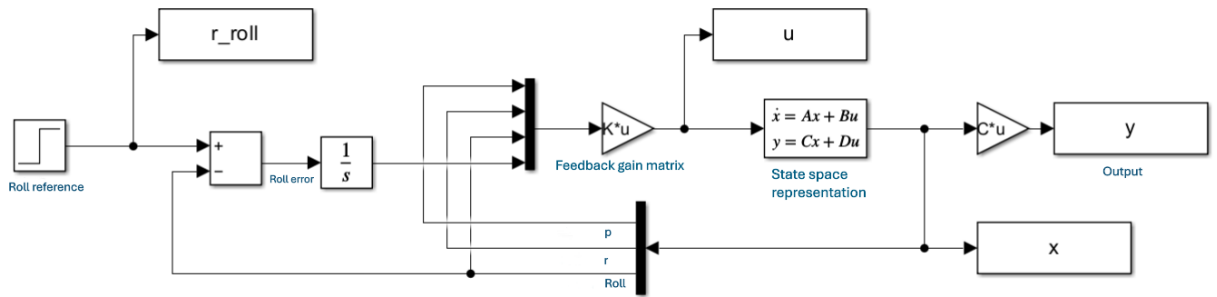 r_roll
u
Roll reference
+
−
Roll error
1
s
K*u
Feedback gain matrix
ẋ = Ax + Bu
y = Cx + Du
State space
representation
C*u
y
Output
x
p
r
Roll